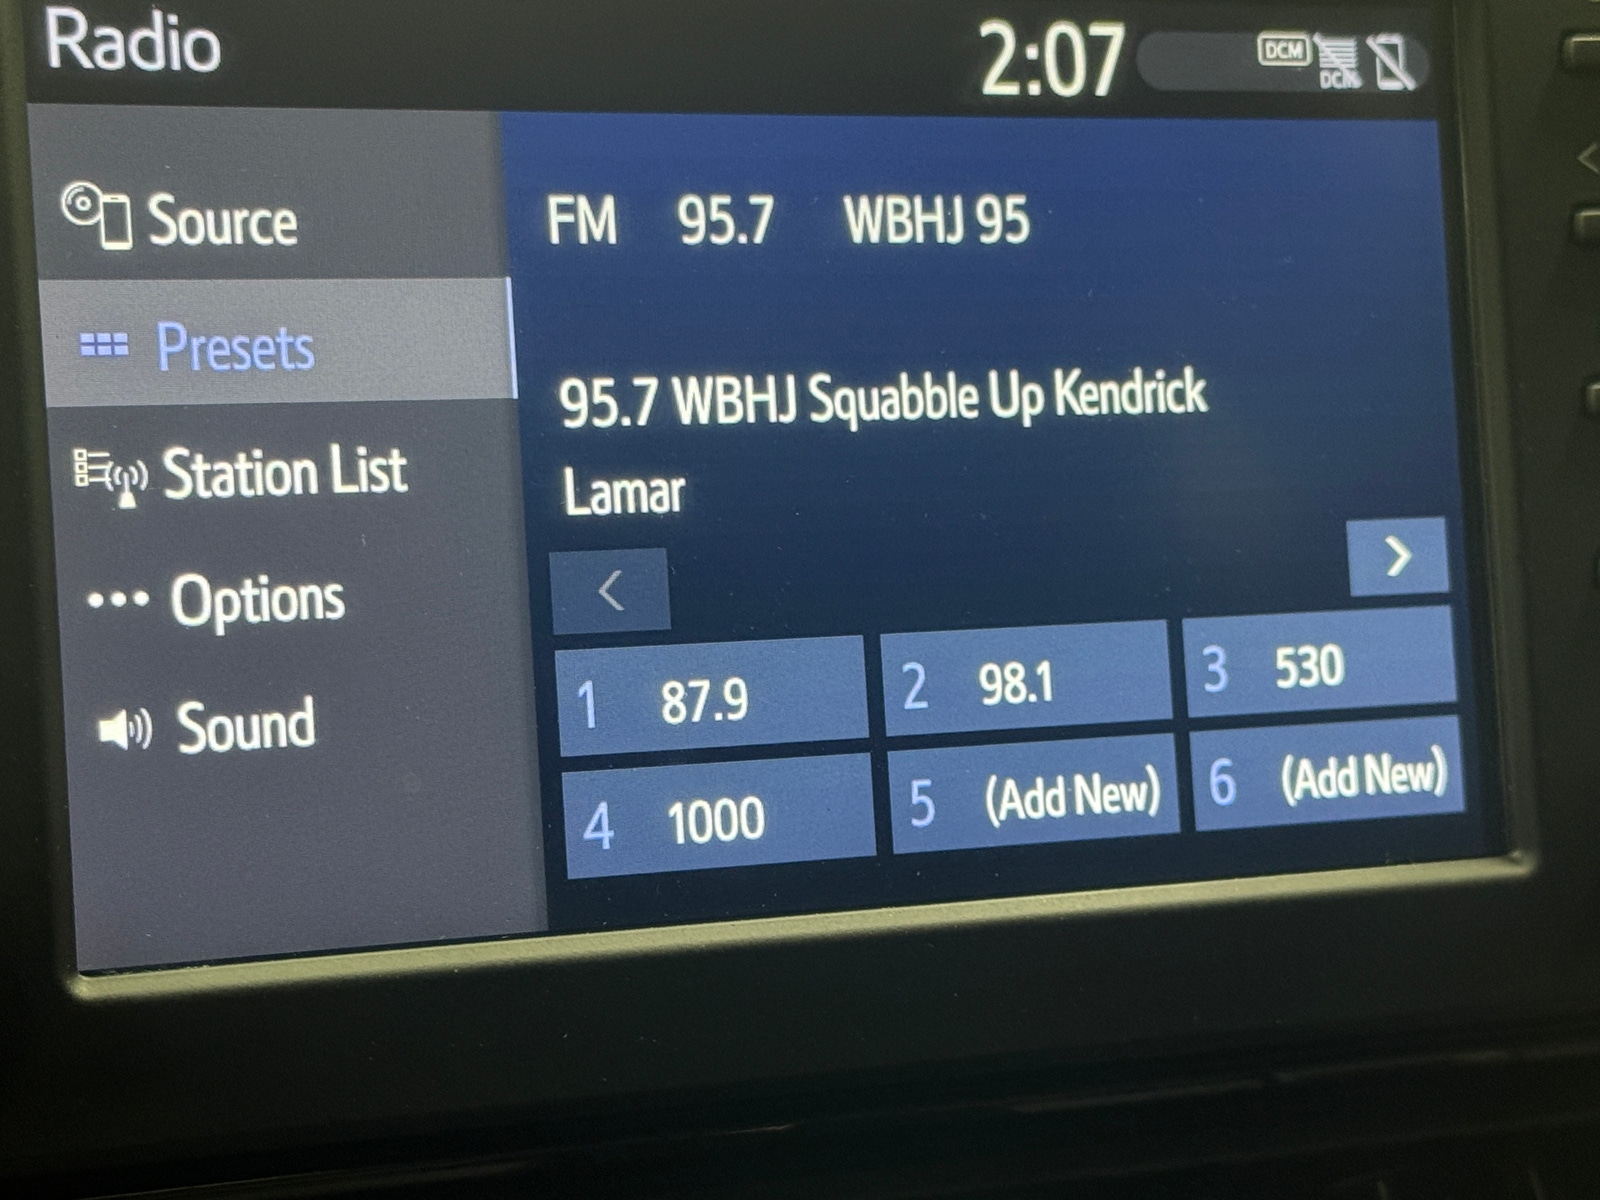 Radio
2:07
DCM
DCM
Source
Presets
Station List
Options
Sound
FM 95.7 WBHJ 95
95.7 WBHJ Squabble Up Kendrick
Lamar
1 87.9
2 98.1
3 530
4 1000
5 (Add New)
6 (Add New)